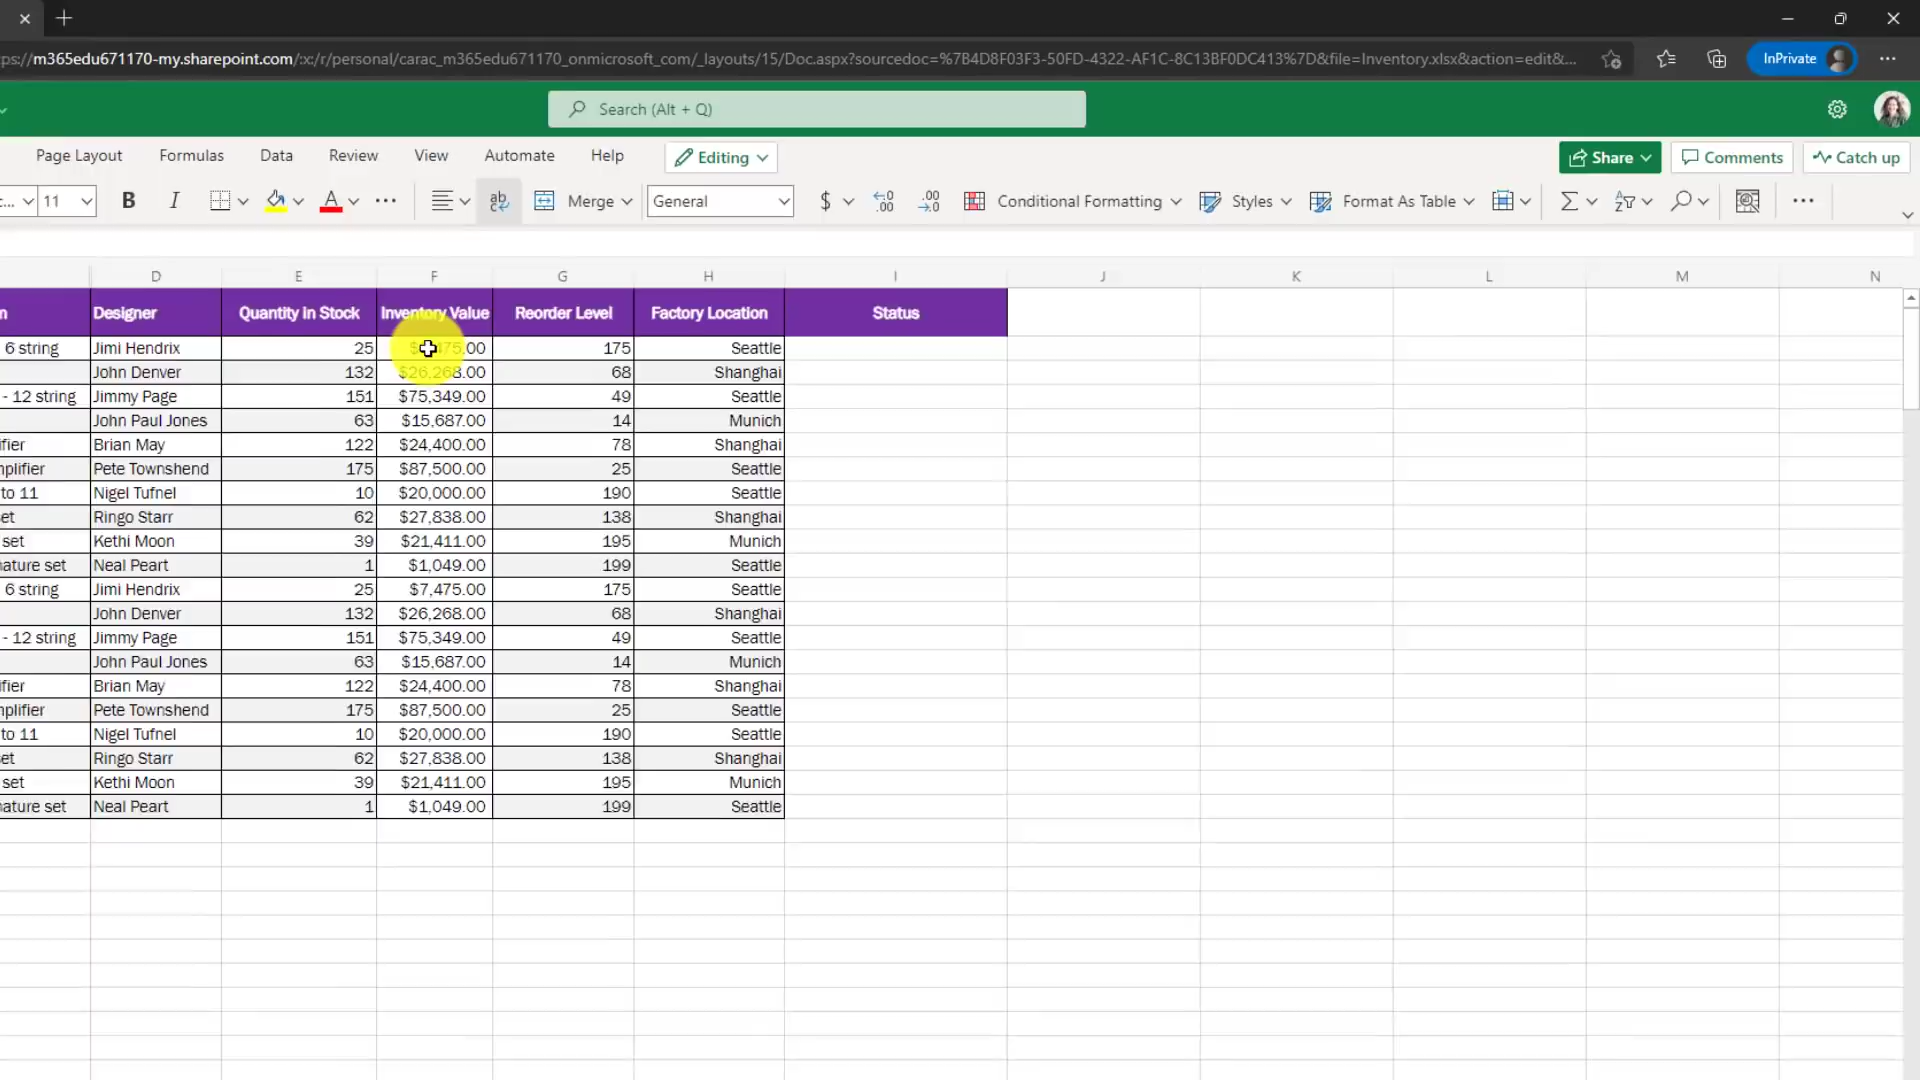 ps://m365edu671170-my.sharepoint.com/:x:/r/personal/carac_m365edu671170_onmicrosoft_com/_layouts/15/Doc.aspx?sourcedoc=%7B4D8F03F3-50FD-4322-AF1C-8C13BF0DC413%7D&file=Inventory.xlsx&action=edit&... InPrivate
Search (Alt + Q)
Page Layout Formulas Data Review View Automate Help Editing Share Comments Catch up
11 B I A ab Merge General $ .00 .00 Conditional Formatting Styles Format As Table
D E F G H I J K L M N
n Designer Quantity In Stock Inventory Value Reorder Level Factory Location Status
6 string Jimi Hendrix 25 175 Seattle
John Denver 132 $26,268.00 68 Shanghai
- 12 string Jimmy Page 151 $75,349.00 49 Seattle
John Paul Jones 63 $15,687.00 14 Munich
ifier Brian May 122 $24,400.00 78 Shanghai
nplifier Pete Townshend 175 $87,500.00 25 Seattle
to 11 Nigel Tufnel 10 $20,000.00 190 Seattle
set Ringo Starr 62 $27,838.00 138 Shanghai
set Kethi Moon 39 $21,411.00 195 Munich
nature set Neal Peart 1 $1,049.00 199 Seattle
6 string Jimi Hendrix 25 $7,475.00 175 Seattle
John Denver 132 $26,268.00 68 Shanghai
- 12 string Jimmy Page 151 $75,349.00 49 Seattle
John Paul Jones 63 $15,687.00 14 Munich
ifier Brian May 122 $24,400.00 78 Shanghai
nplifier Pete Townshend 175 $87,500.00 25 Seattle
to 11 Nigel Tufnel 10 $20,000.00 190 Seattle
set Ringo Starr 62 $27,838.00 138 Shanghai
set Kethi Moon 39 $21,411.00 195 Munich
nature set Neal Peart 1 $1,049.00 199 Seattle